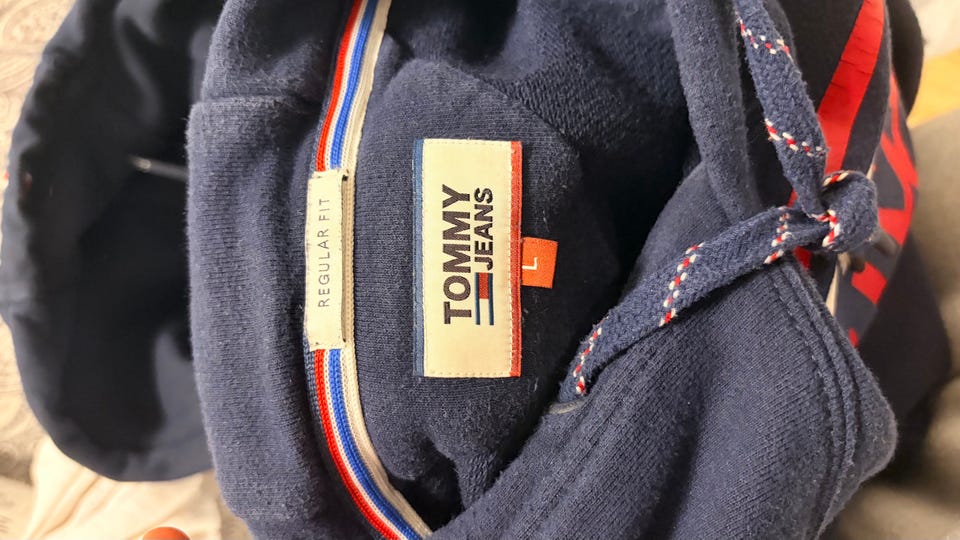 REGULAR FIT
TOMMY
JEANS
L